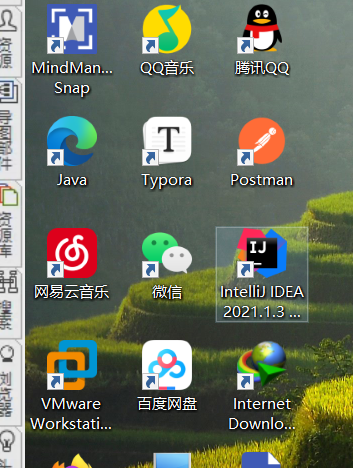 资源
导图部件
资源库
搜索
浏览器
MindMan...
Snap
QQ音乐
腾讯QQ
Java
T
Typora
Postman
网易云音乐
微信
IJ
IntelliJ IDEA
2021.1.3 ...
VMware
Workstati...
百度网盘
Internet
Downlo...